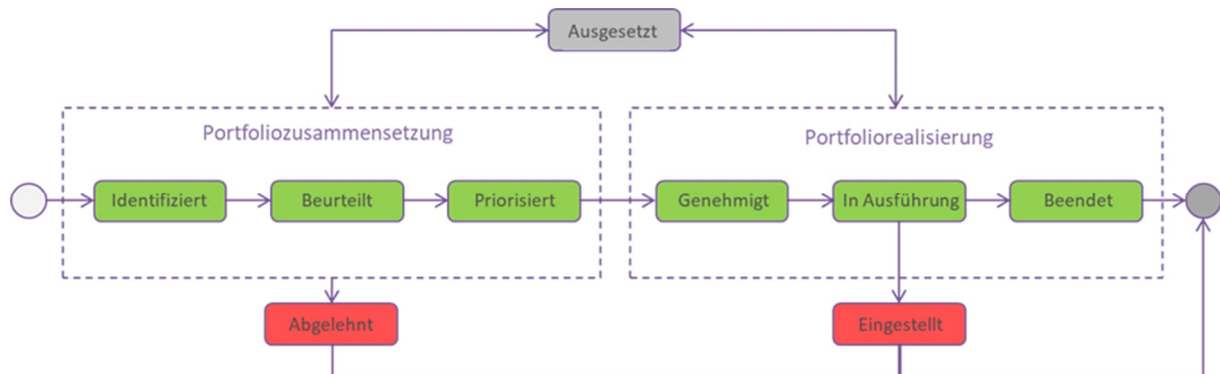 Ausgesetzt
Portfoliozusammensetzung
Portfoliorealisierung
Identifiziert
Beurteilt
Priorisiert
Genehmigt
In Ausführung
Beendet
Abgelehnt
Eingestellt